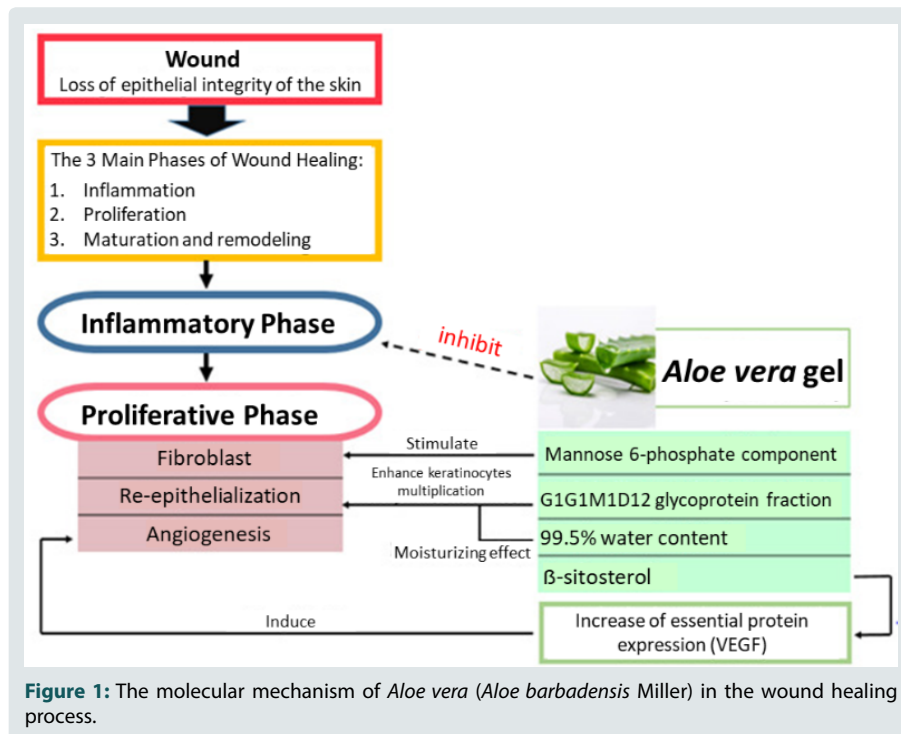 Wound
Loss of epithelial integrity of the skin
The 3 Main Phases of Wound Healing:
1. Inflammation
2. Proliferation
3. Maturation and remodeling
Inflammatory Phase
inhibit
Aloe vera gel
Proliferative Phase
Fibroblast
Re-epithelialization
Angiogenesis
Stimulate
Enhance keratinocytes
multiplication
Moisturizing effect
Mannose 6-phosphate component
G1G1M1D12 glycoprotein fraction
99.5% water content
ß-sitosterol
Induce
Increase of essential protein
expression (VEGF)
Figure 1: The molecular mechanism of Aloe vera (Aloe barbadensis Miller) in the wound healing
process.